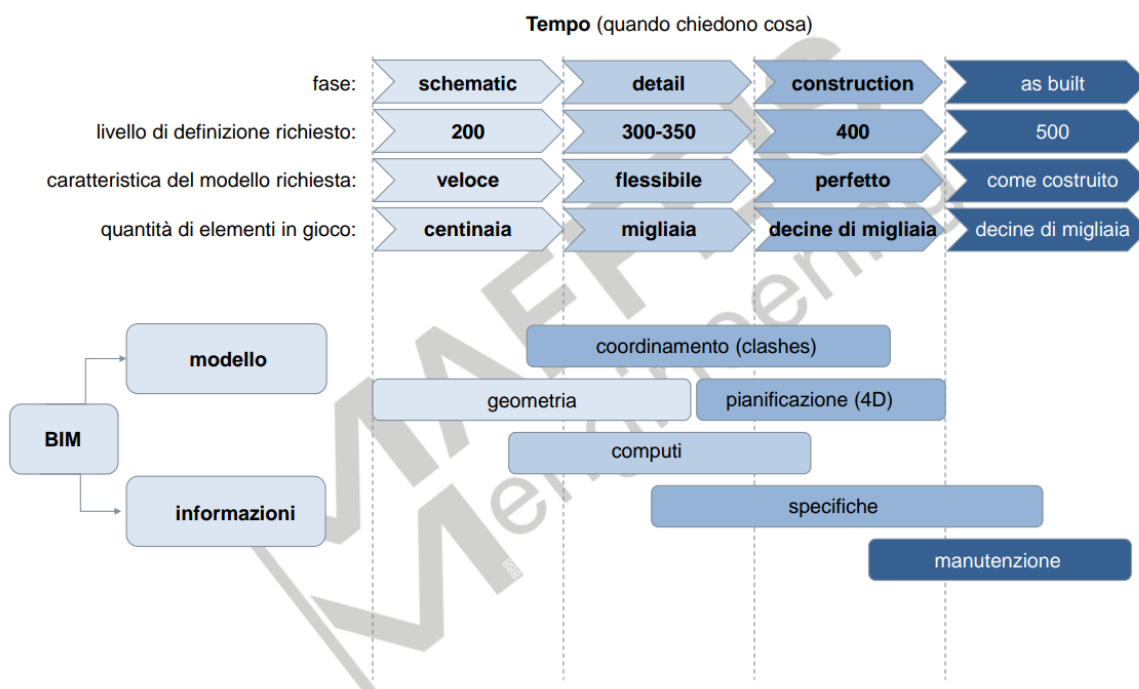 Tempo (quando chiedono cosa)
fase: schematic detail construction as built
livello di definizione richiesto: 200 300-350 400 500
caratteristica del modello richiesta: veloce flessibile perfetto come costruito
quantità di elementi in gioco: centinaia migliaia decine di migliaia decine di migliaia
coordinamento (clashes)
modello
geometria pianificazione (4D)
BIM
computi
informazioni
specifiche
manutenzione
engineering